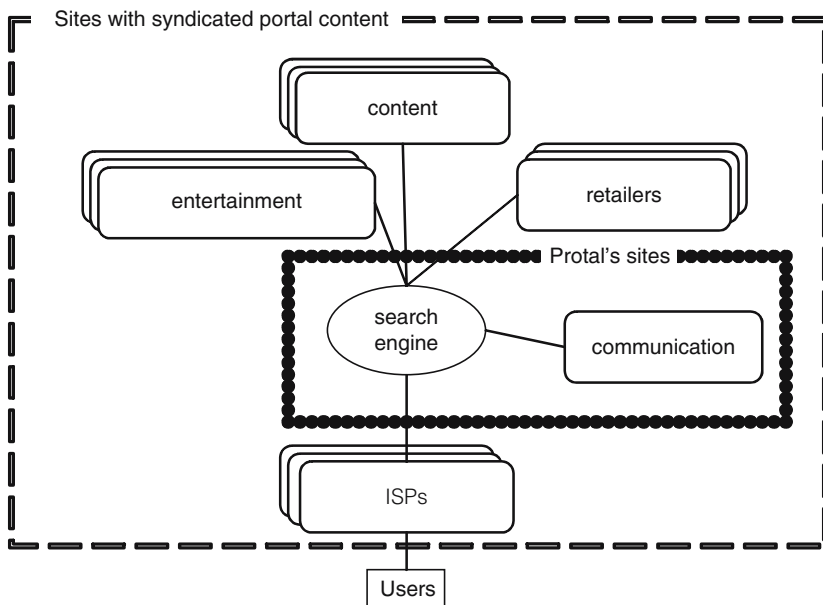 Sites with syndicated portal content
content
entertainment
retailers
Protal's sites
search
engine
communication
ISPs
Users